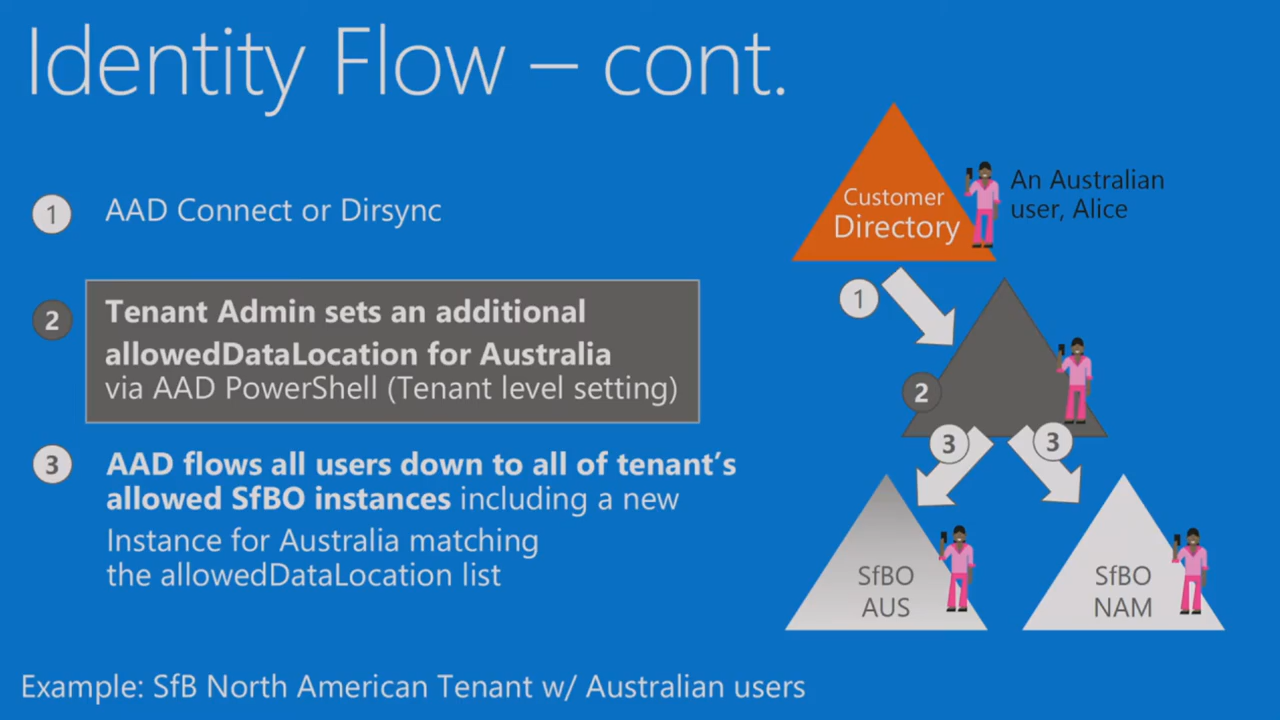 Identity Flow – cont.
1
AAD Connect or Dirsync
2
Tenant Admin sets an additional
allowedDataLocation for Australia
via AAD PowerShell (Tenant level setting)
3
AAD flows all users down to all of tenant's
allowed SfBO instances including a new
Instance for Australia matching
the allowedDataLocation list
Customer
Directory
An Australian
user, Alice
1
2
3
3
SfBO
AUS
SfBO
NAM
Example: SfB North American Tenant w/ Australian users